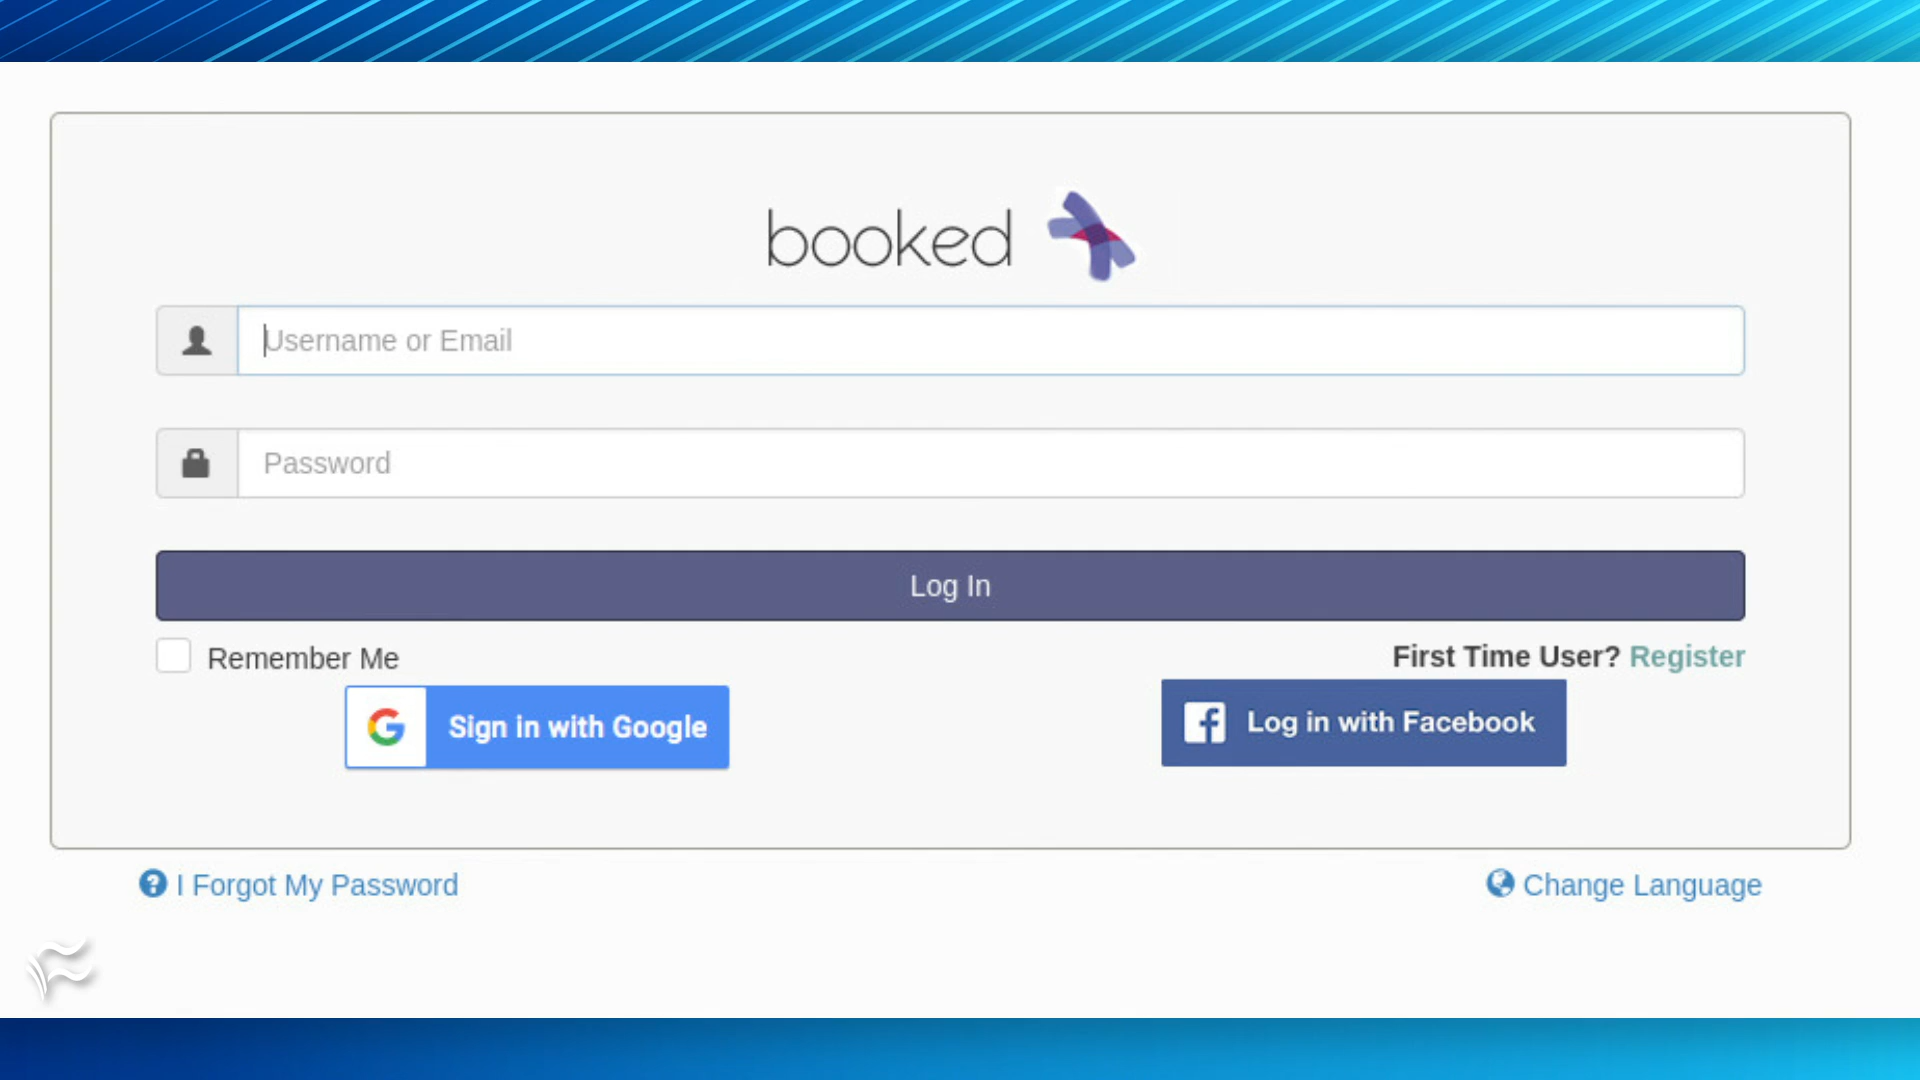 booked
Username or Email
Password
Log In
Remember Me
First Time User? Register
Sign in with Google
Log in with Facebook
I Forgot My Password
Change Language